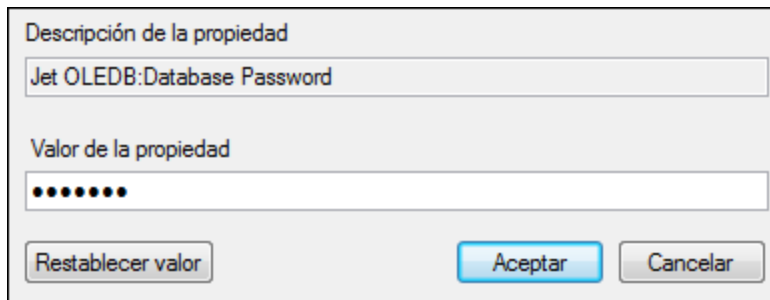 Descripción de la propiedad
Jet OLEDB:Database Password
Valor de la propiedad
•••••••
Restablecer valor Aceptar Cancelar